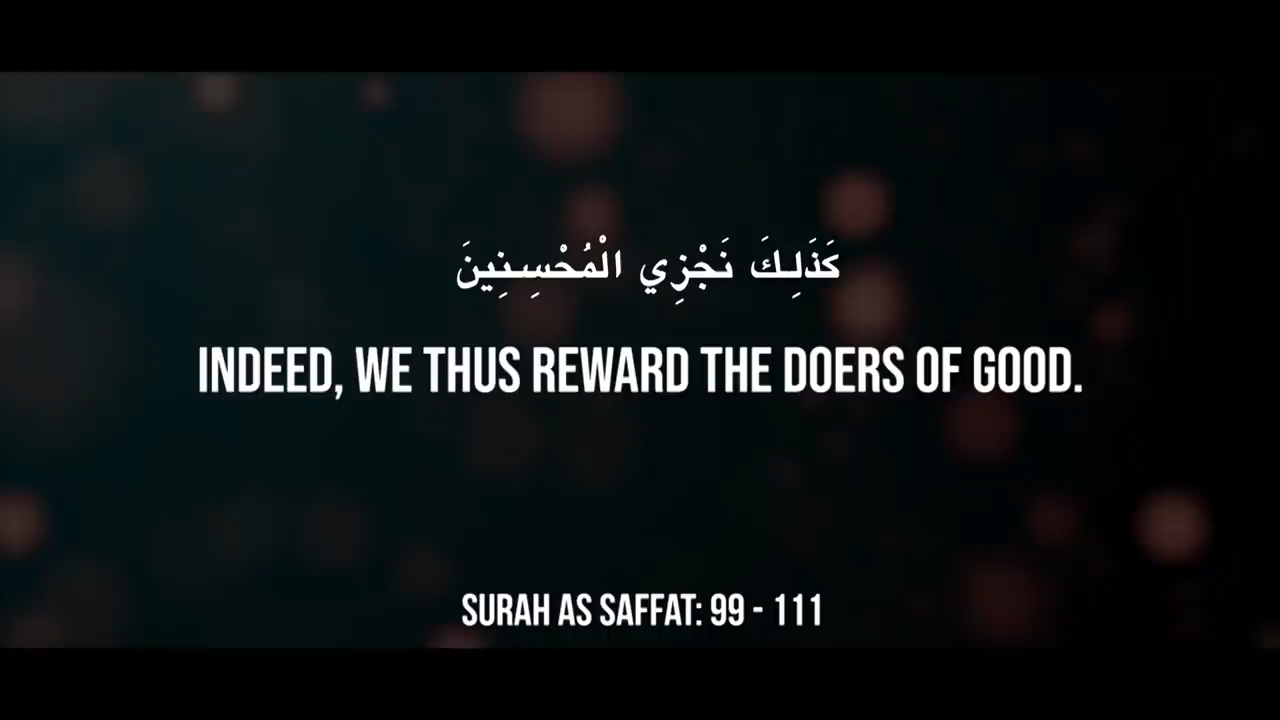 كَذَلِكَ نَجْزِي الْمُحْسِنِينَ
INDEED, WE THUS REWARD THE DOERS OF GOOD.
SURAH AS SAFFAT: 99 - 111